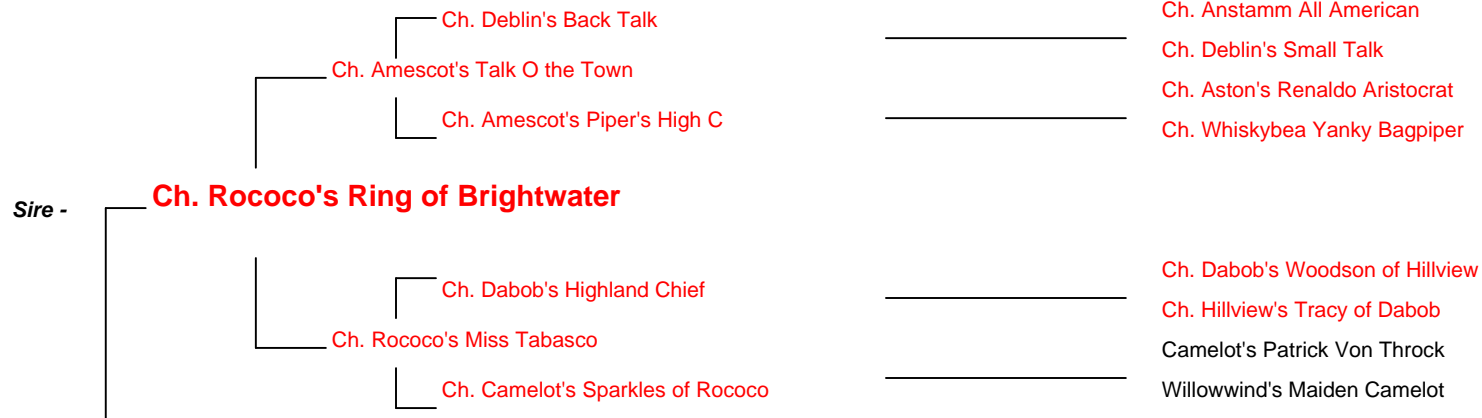 Ch. Anstamm All American
Ch. Deblin's Back Talk
Ch. Deblin's Small Talk
Ch. Amescot's Talk O the Town
Ch. Aston's Renaldo Aristocrat
Ch. Amescot's Piper's High C
Ch. Whiskybea Yanky Bagpiper
Sire - Ch. Rococo's Ring of Brightwater
Ch. Dabob's Woodson of Hillview
Ch. Dabob's Highland Chief
Ch. Hillview's Tracy of Dabob
Ch. Rococo's Miss Tabasco
Camelot's Patrick Von Throck
Ch. Camelot's Sparkles of Rococo
Willowwind's Maiden Camelot